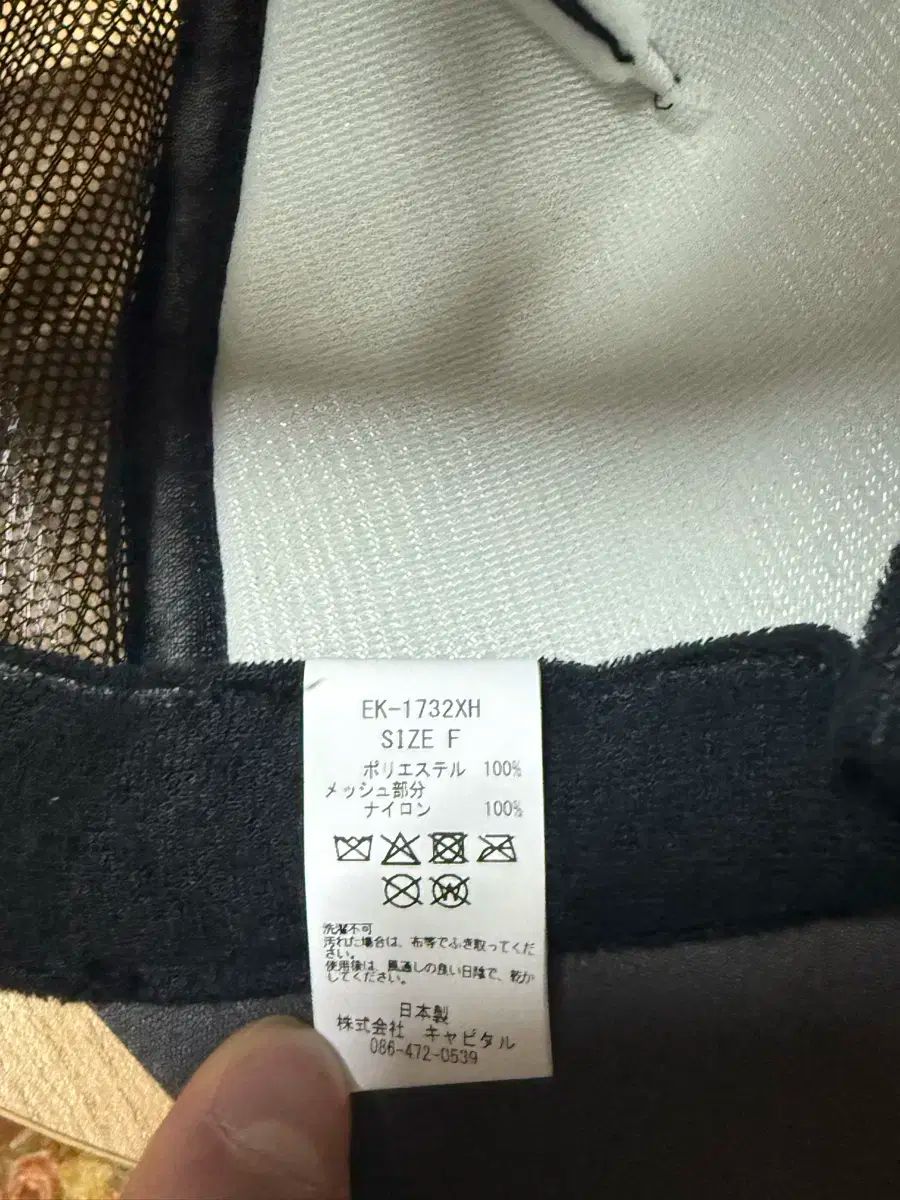 EK-1732XH
SIZE F
ポリエステル 100%
メッシュ部分
ナイロン 100%
洗濯不可
汚れた場合は、布等でふき取ってくだ
さい。
使用後は、風通しの良い日陰で、乾か
してください。
日本製
株式会社 キャピタル
086-472-0539